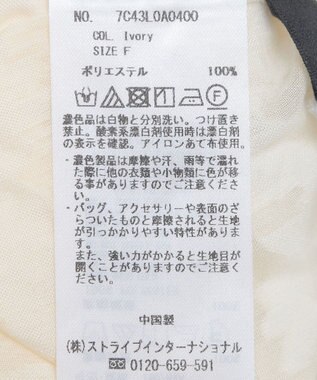 NO. 7C43L0A0400
COL. Ivory
SIZE F
ポリエステル 100%
濃色品は白物と分別洗い。つけ置き
禁止。酸素系漂白剤使用時は漂白剤
の表示を確認。アイロンあて布使用。
・濃色製品は摩擦や汗、雨等で濡れ
た際に他の衣類や小物類に色が移
る事がありますのでご注意くださ
い。
・バッグ、アクセサリーや表面のざ
らついたものと摩擦されると生地
が引っかかりやすい特性がありま
す。
また、強い力がかかると生地目が
開くことがありますのでご注意く
ださい。
中国製
(株)ストライプインターナショナル
0120-659-591